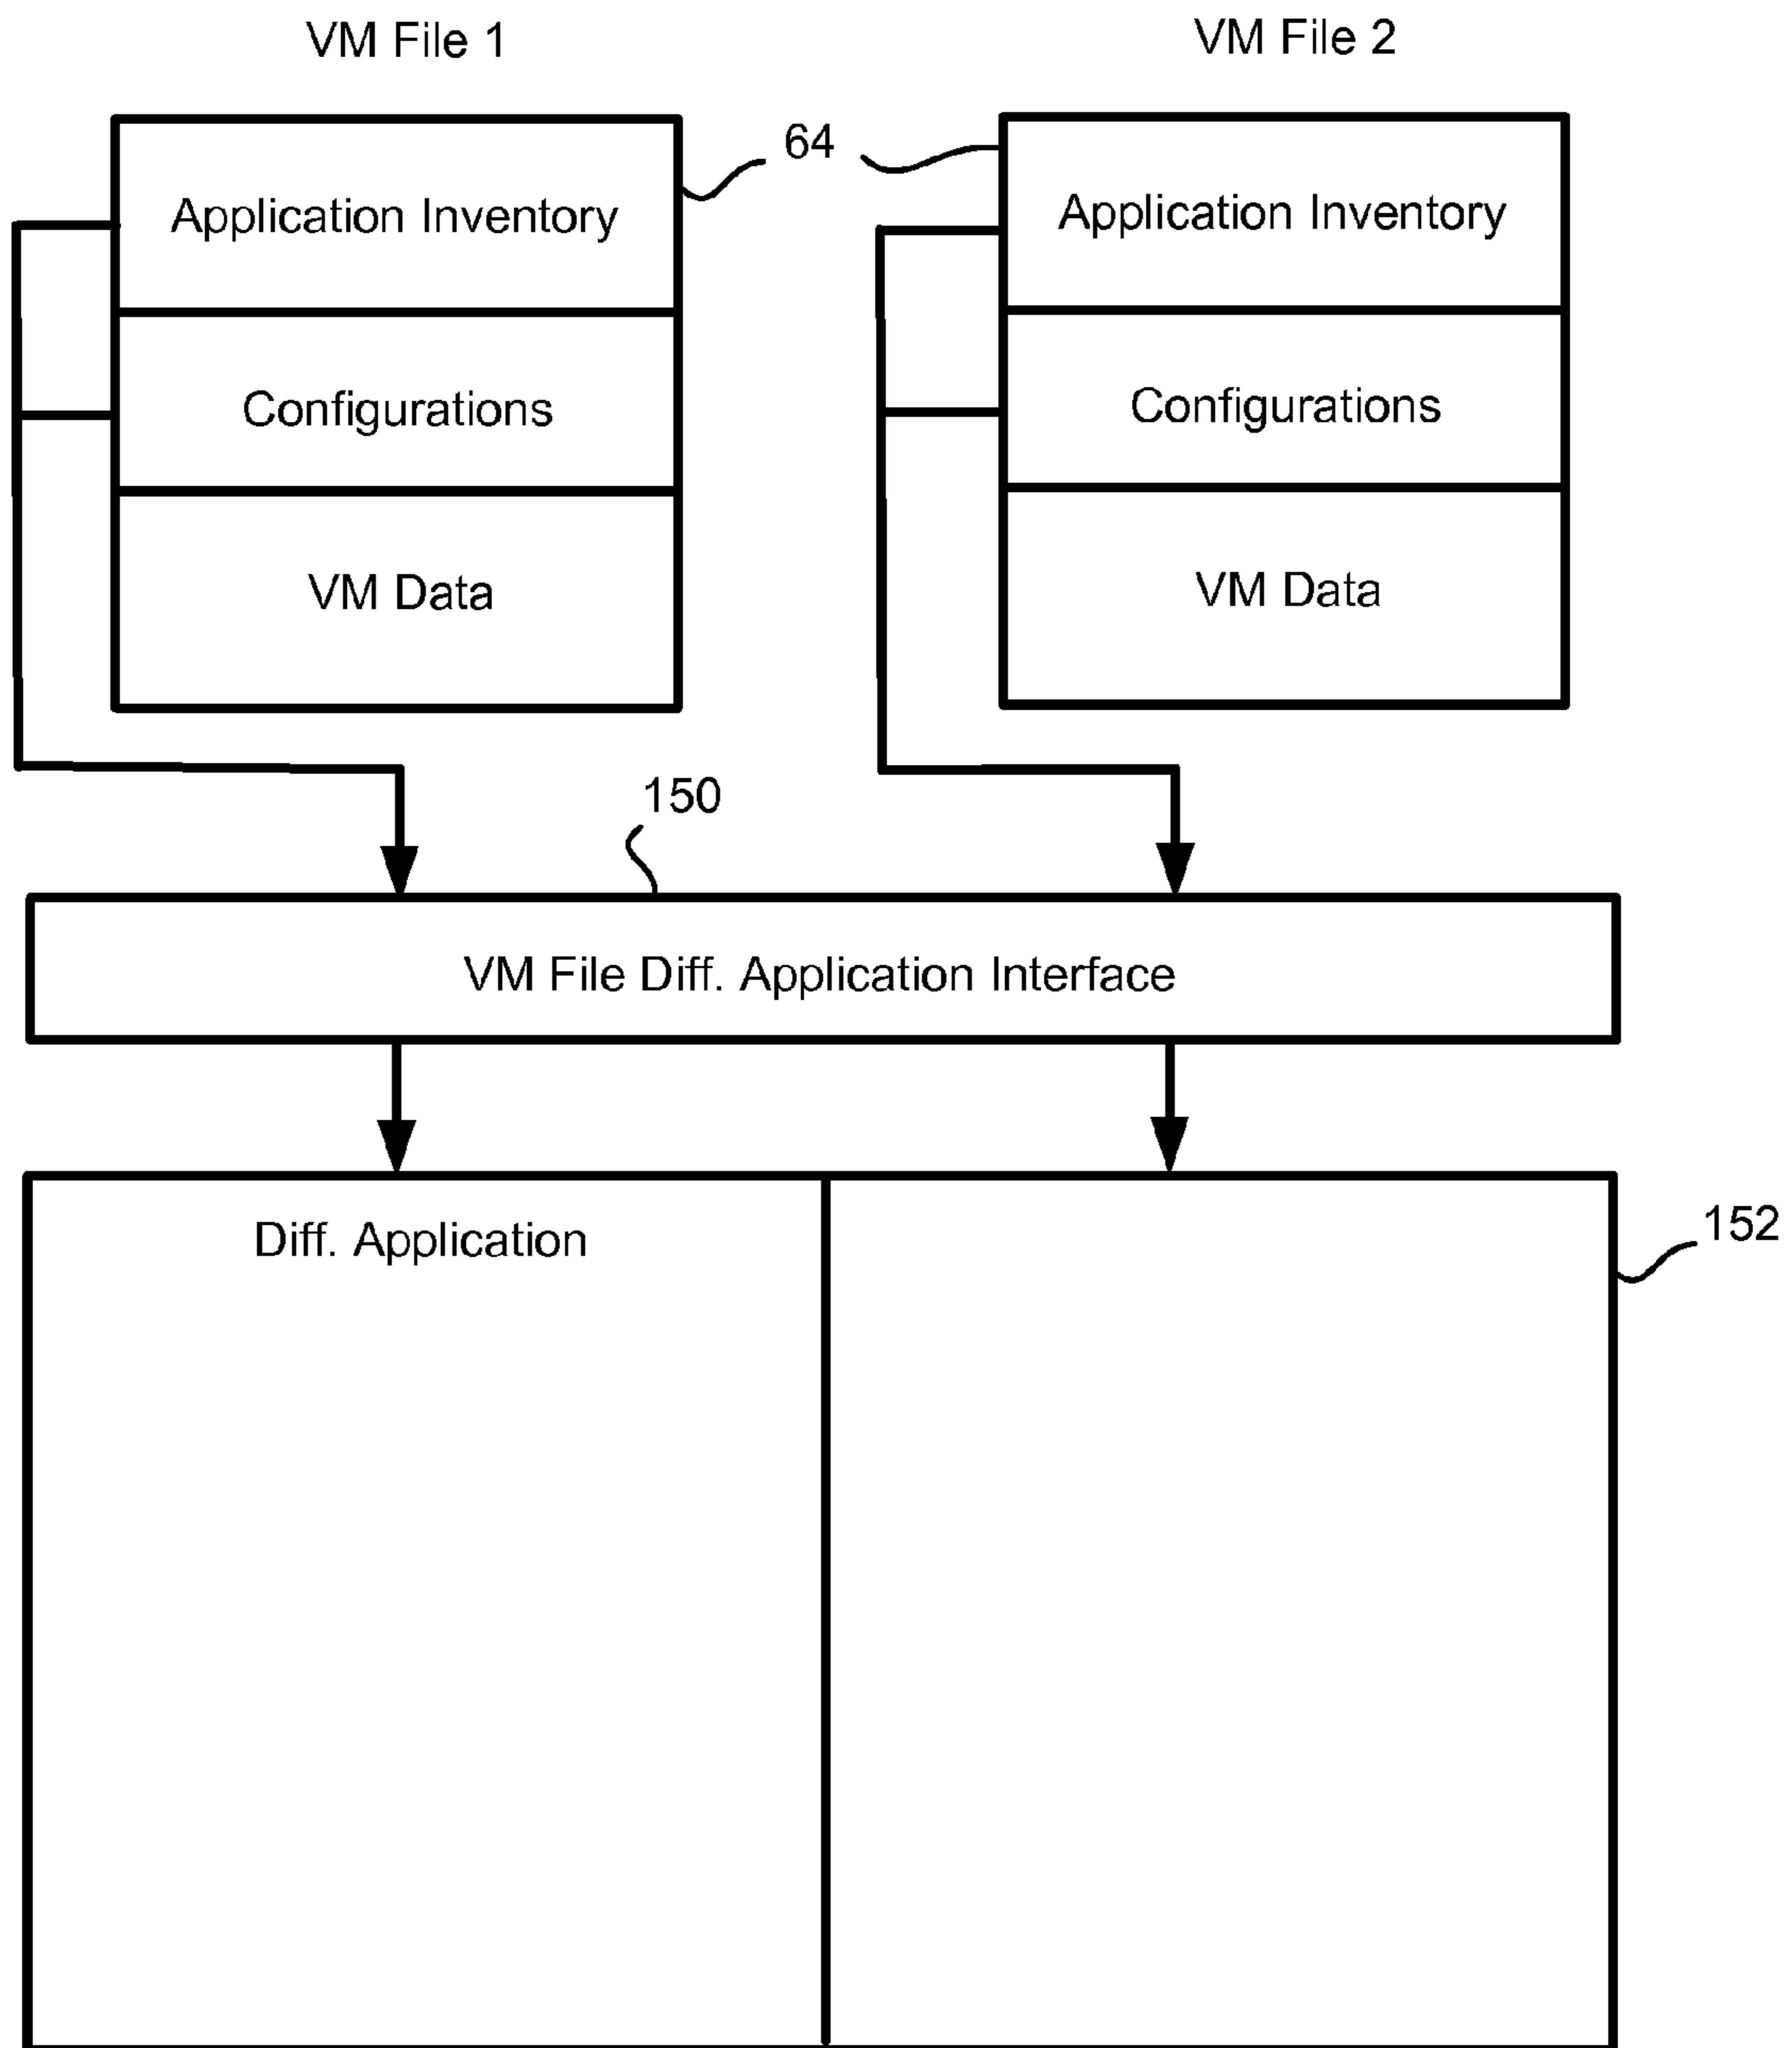 VM File 1
VM File 2
64
Application Inventory
Application Inventory
Configurations
Configurations
VM Data
VM Data
150
VM File Diff. Application Interface
Diff. Application
152